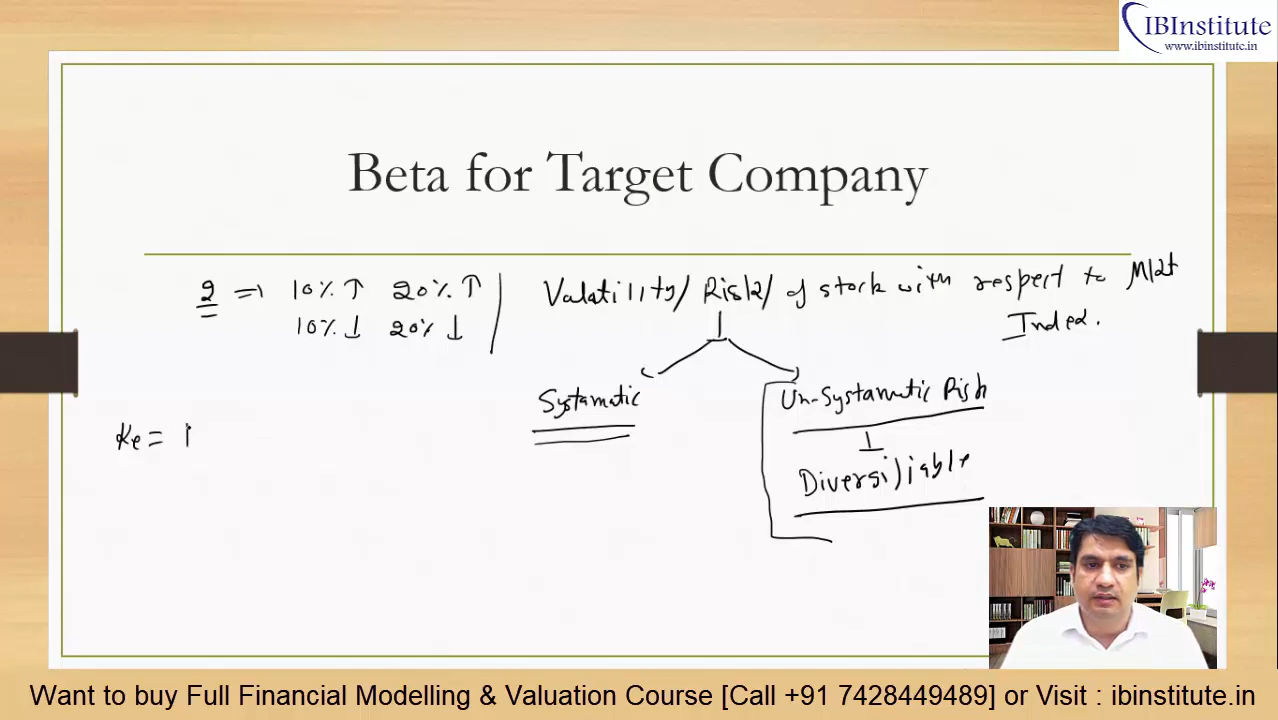 IBInstitute
www.ibinstitute.in
Beta for Target Company
2 => 10% ↑ 20% ↑
10% ↓ 20% ↓
Valatility/ Risk/ of stock with respect to Mkt
Index.
Systamatic
Un-Systamatic Risk
Diversifiable
Ke =
Want to buy Full Financial Modelling & Valuation Course [Call +91 7428449489] or Visit : ibinstitute.in